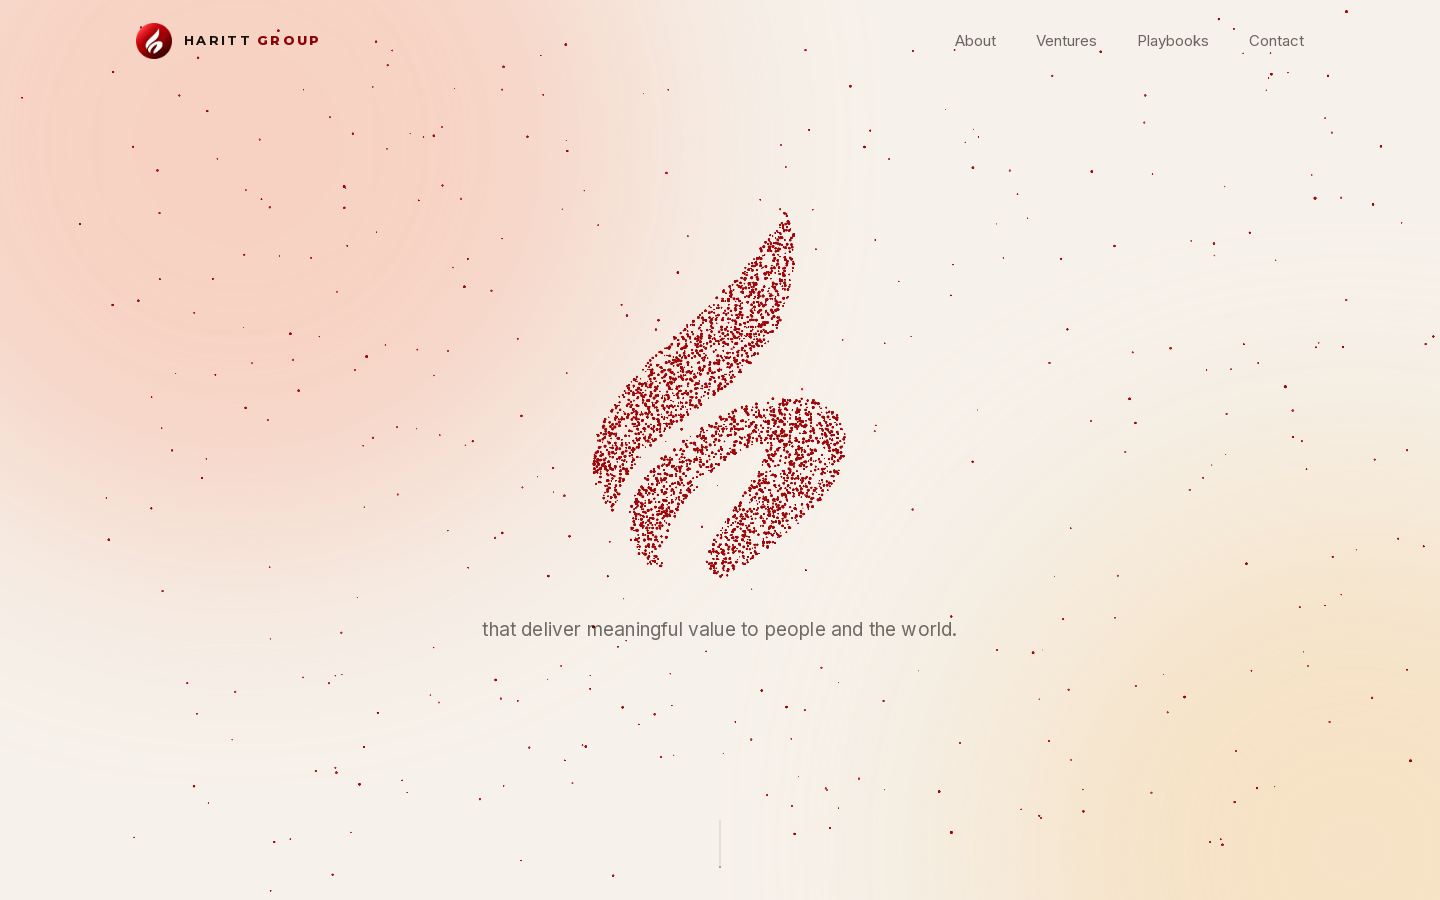 HARITT GROUP
About
Ventures
Playbooks
Contact
that deliver meaningful value to people and the world.